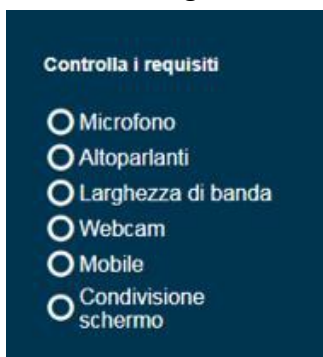 Controlla i requisiti
Microfono
Altoparlanti
Larghezza di banda
Webcam
Mobile
Condivisione
schermo